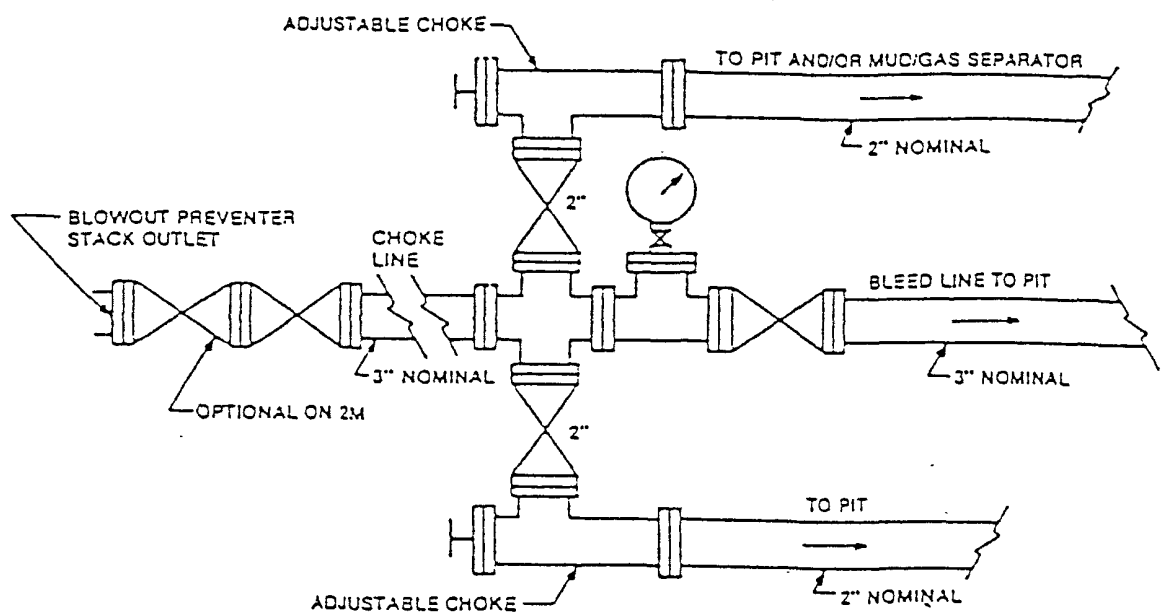 ADJUSTABLE CHOKE
TO PIT AND/OR MUD/GAS SEPARATOR
2" NOMINAL
2"
BLOWOUT PREVENTER
STACK OUTLET
CHOKE
LINE
BLEED LINE TO PIT
3" NOMINAL
3" NOMINAL
OPTIONAL ON 2M
2"
TO PIT
ADJUSTABLE CHOKE
2" NOMINAL